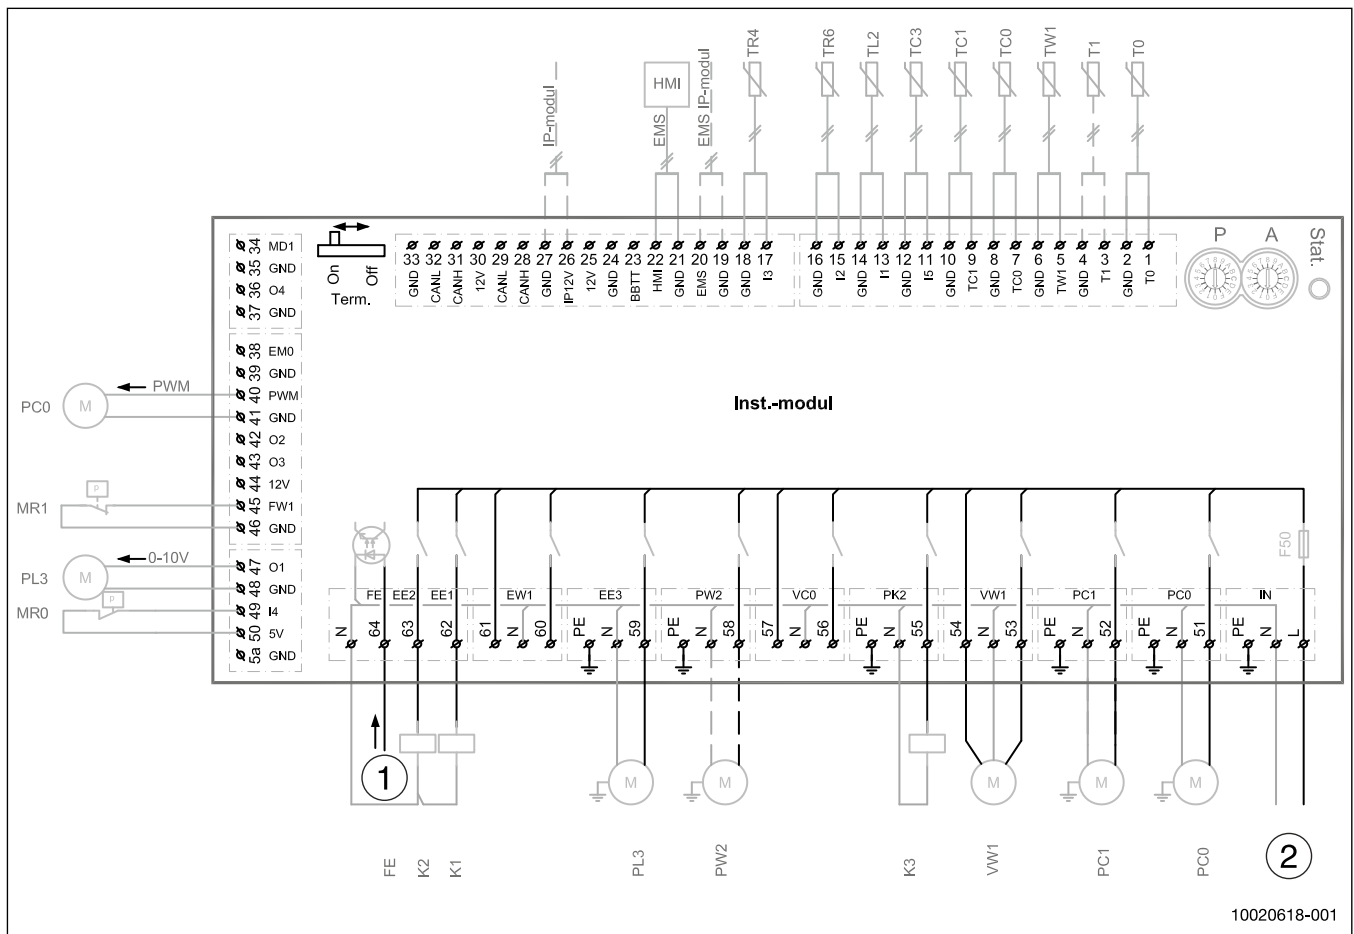 IP-modul
HMI
EMS
EMS IP-modul
TR4
TR6
TL2
TC3
TC1
TC0
TW1
T1
T0
34 MD1
35 GND
36 O4
37 GND
On
Off
Term.
33 32 31 30 29 28 27 26 25 24 23 22 21 20 19 18 17
GND CANL CANH 12V CANL CANH GND IP12V 12V GND BBTT HMI GND EMS GND GND I3
16 15 14 13 12 11 10 9 8 7 6 5 4 3 2 1
GND I2 GND I1 GND I5 GND TC1 GND TC0 GND TW1 GND T1 GND T0
P A
Stat.
38 EM0
39 GND
40 PWM
41 GND
42 O2
43 O3
44 12V
45 FW1
46 GND
PC0
M
PWM
Inst.-modul
MR1
P
47 O1
48 GND
49 I4
50 5V
5a GND
PL3
M
0-10V
MR0
P
F50
FE EE2 EE1 EW1 EE3 PW2 VC0 PK2 VW1 PC1 PC0 IN
N 64 63 62 61 N 60 PE N 59 PE N 58 57 N 56 PE N 55 54 N 53 PE N 52 PE N 51 PE N L
1
M
M
M
M
M
2
FE
K2
K1
PL3
PW2
K3
VW1
PC1
PC0
10020618-001